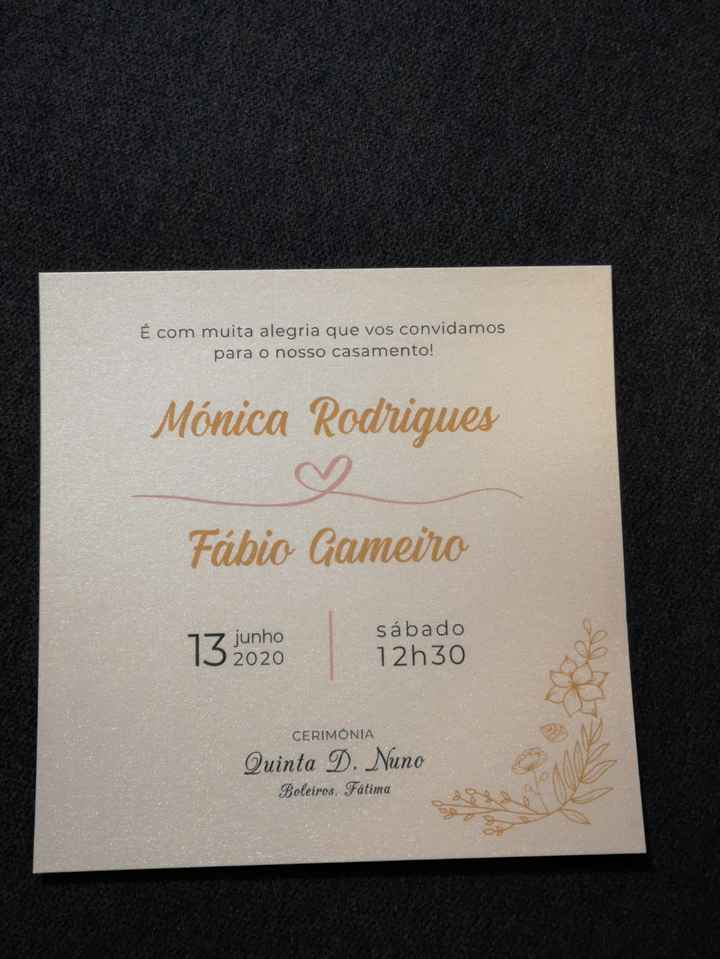 É com muita alegria que vos convidamos
para o nosso casamento!
Mónica Rodrigues
Fábio Gameiro
13 junho 2020
sábado
12h30
CERIMÓNIA
Quinta D. Nuno
Boleiros, Fátima